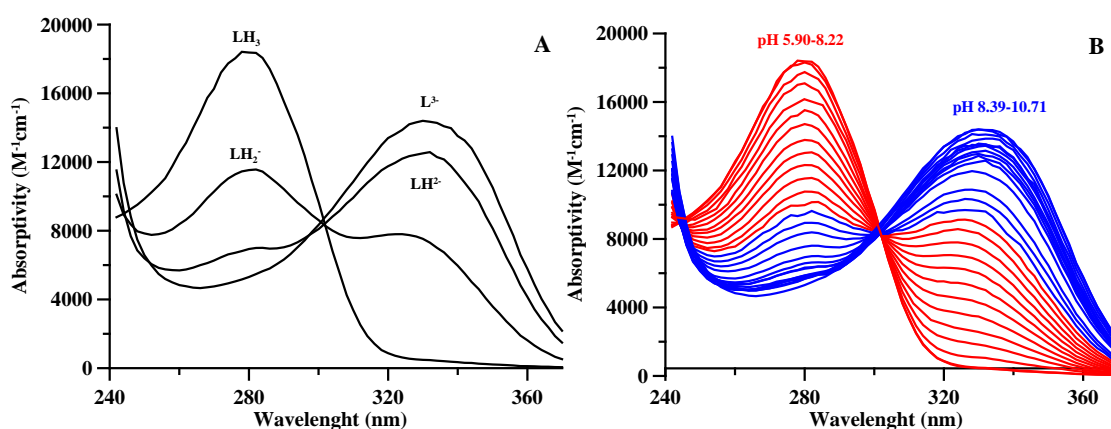 A
LH₃
L³⁻
LH₂⁻
LH²⁻
Absorptivity (M⁻¹cm⁻¹)
20000
16000
12000
8000
4000
0
240
280
320
360
Wavelenght (nm)
B
pH 5.90-8.22
pH 8.39-10.71
Absorptivity (M⁻¹cm⁻¹)
20000
16000
12000
8000
4000
0
240
280
320
360
Wavelenght (nm)